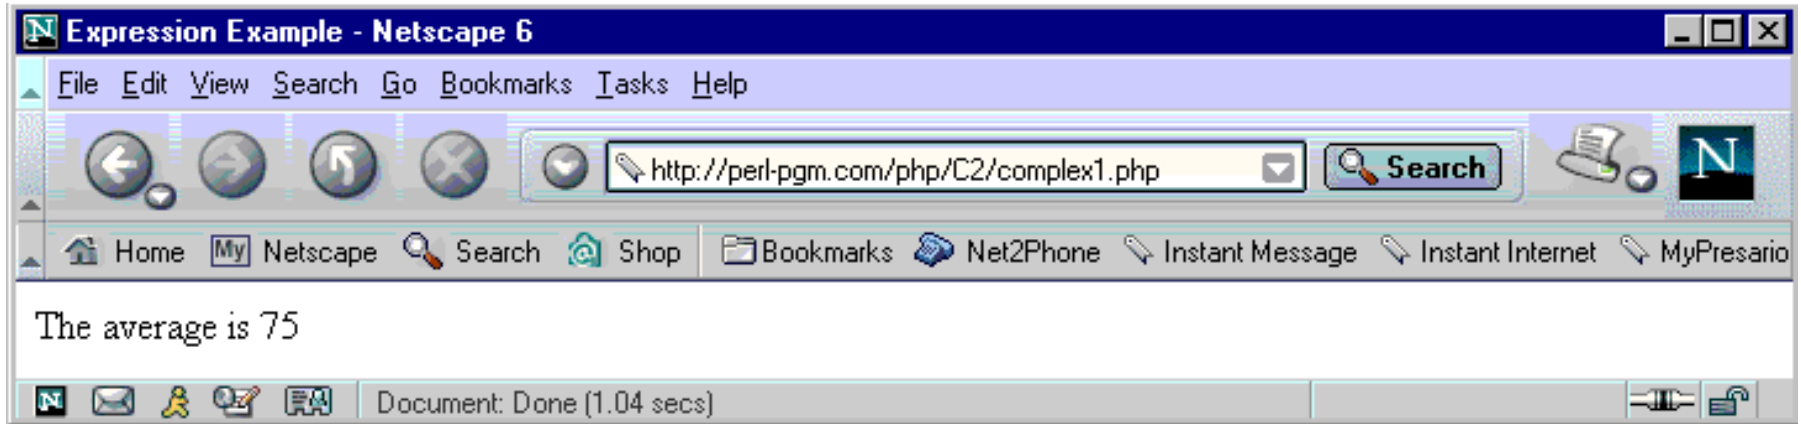 N Expression Example - Netscape 6
File Edit View Search Go Bookmarks Tasks Help
http://perl-pgm.com/php/C2/complex1.php Search N
Home My Netscape Search Shop Bookmarks Net2Phone Instant Message Instant Internet MyPresario
The average is 75
N Document: Done (1.04 secs)